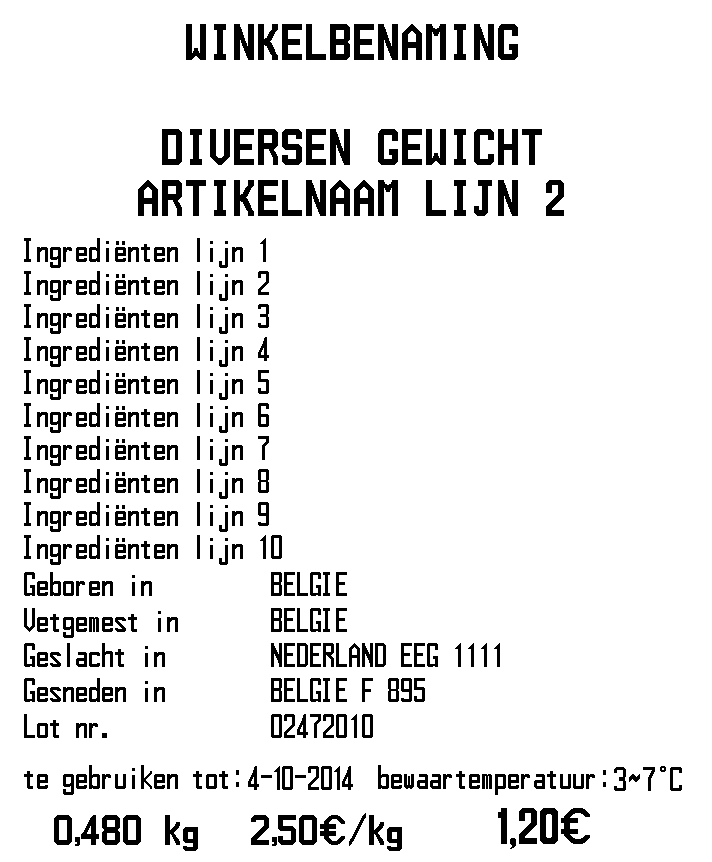 WINKELBENAMING
DIVERSEN GEWICHT
ARTIKELNAAM LIJN 2
Ingrediënten lijn 1
Ingrediënten lijn 2
Ingrediënten lijn 3
Ingrediënten lijn 4
Ingrediënten lijn 5
Ingrediënten lijn 6
Ingrediënten lijn 7
Ingrediënten lijn 8
Ingrediënten lijn 9
Ingrediënten lijn 10
Geboren in BELGIE
Vetgemest in BELGIE
Geslacht in NEDERLAND EEG 1111
Gesneden in BELGIE F 895
Lot nr. 02472010
te gebruiken tot:4-10-2014 bewaartemperatuur:3~7°C
0,480 kg 2,50€/kg 1,20€